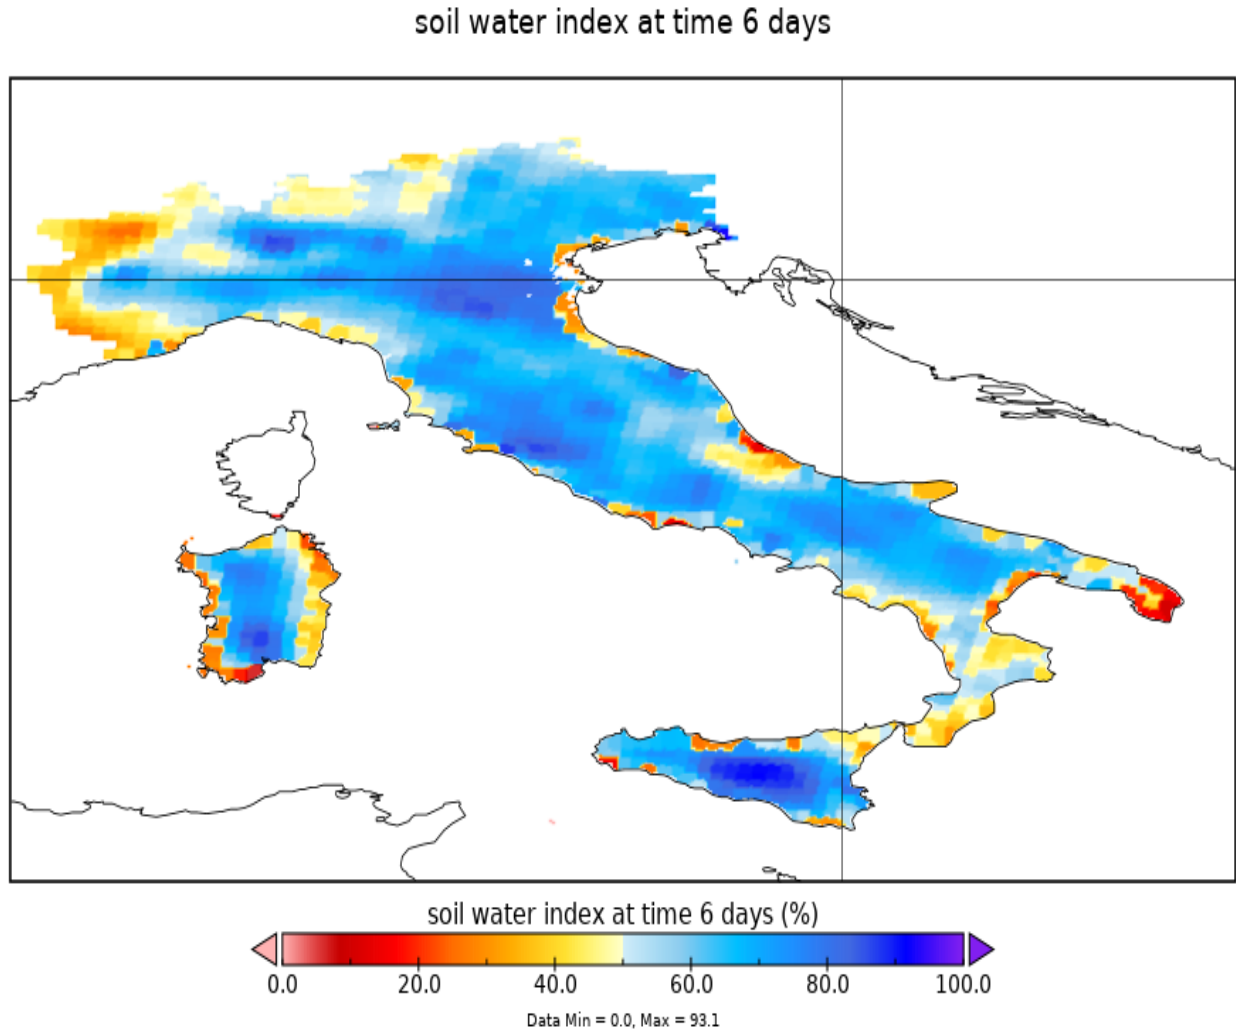 soil water index at time 6 days
soil water index at time 6 days (%)
0.0 20.0 40.0 60.0 80.0 100.0
Data Min = 0.0, Max = 93.1